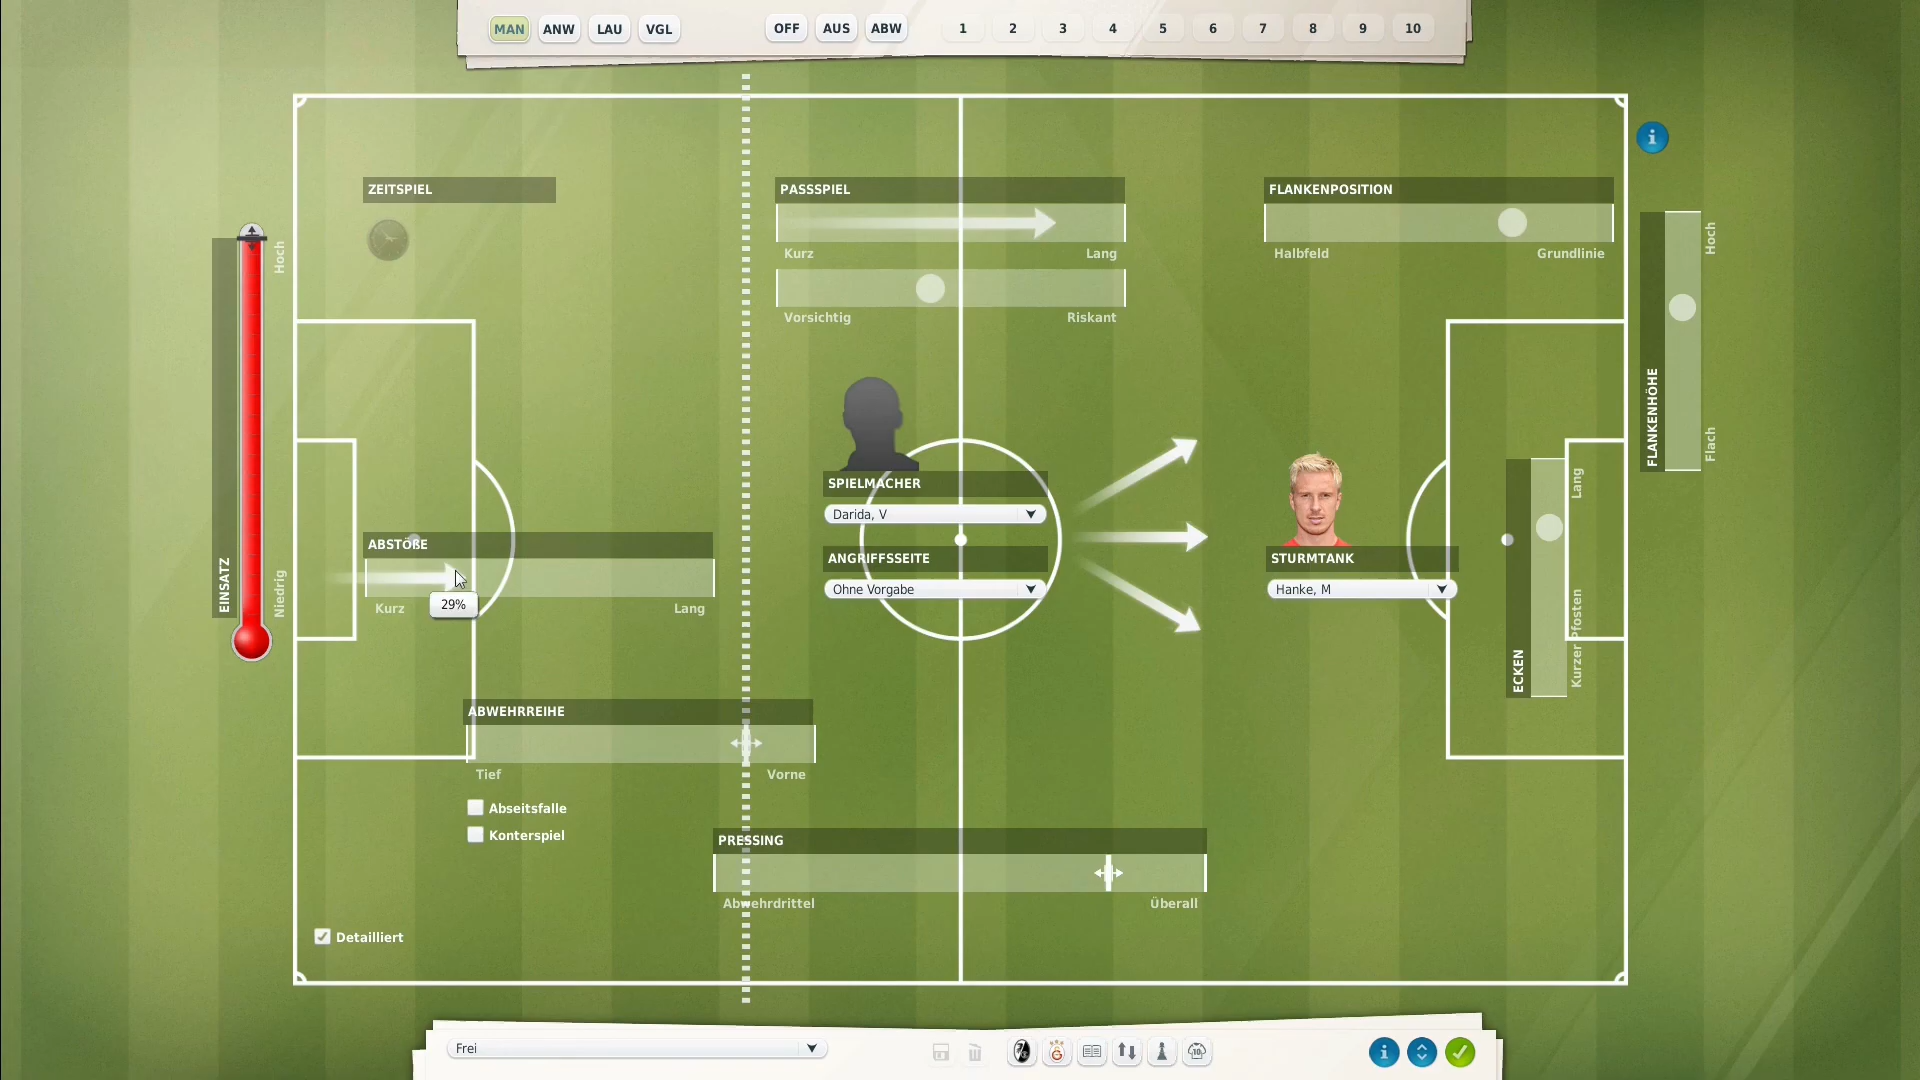 MAN ANW LAU VGL OFF AUS ABW 1 2 3 4 5 6 7 8 9 10
ZEITSPIEL
PASSSPIEL
Kurz Lang
Vorsichtig Riskant
FLANKENPOSITION
Halbfeld Grundlinie
EINSATZ
Hoch
Niedrig
FLANKENHÖHE
Hoch
Flach
SPIELMACHER
Darida, V
ANGRIFFSSEITE
Ohne Vorgabe
STURMTANK
Hanke, M
ECKEN
Lang
Kurzer Pfosten
ABSTÖßE
Kurz Lang
29%
ABWEHRREIHE
Tief Vorne
Abseitsfalle
Konterspiel
PRESSING
Abwehrdrittel Überall
Detailliert
Frei
10